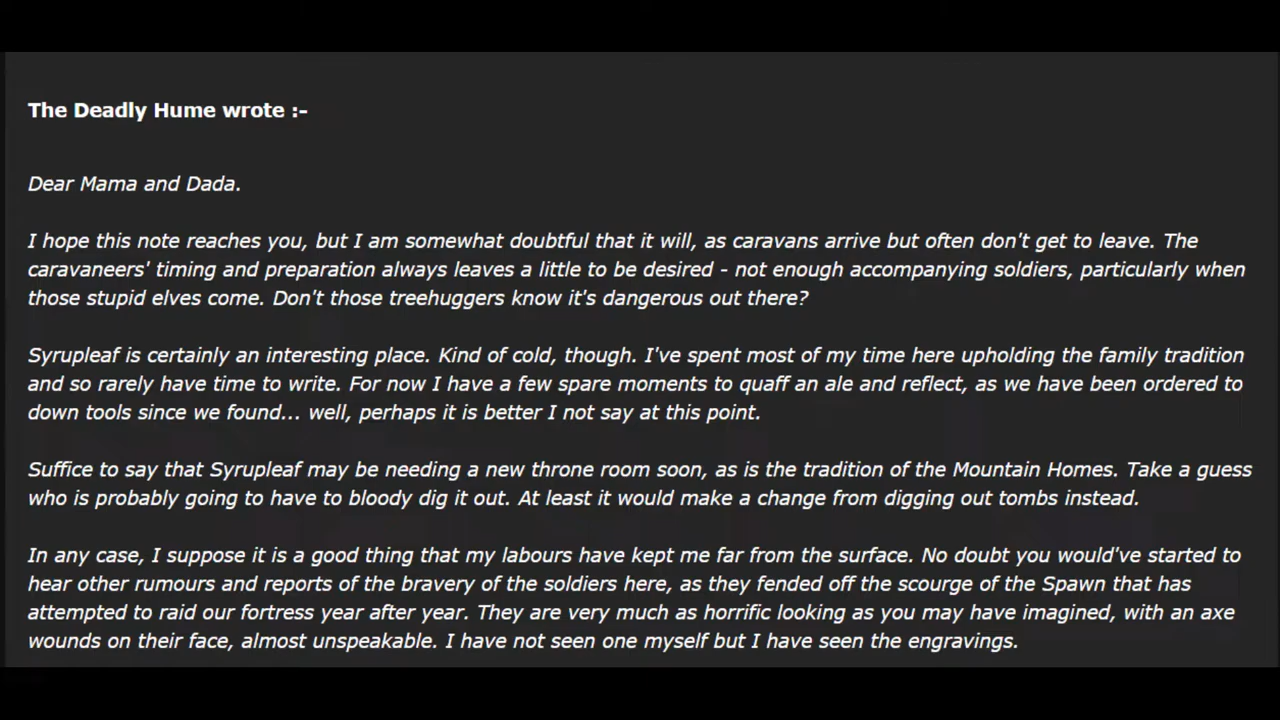 The Deadly Hume wrote :-
Dear Mama and Dada.
I hope this note reaches you, but I am somewhat doubtful that it will, as caravans arrive but often don't get to leave. The
caravaneers' timing and preparation always leaves a little to be desired - not enough accompanying soldiers, particularly when
those stupid elves come. Don't those treehuggers know it's dangerous out there?
Syrupleaf is certainly an interesting place. Kind of cold, though. I've spent most of my time here upholding the family tradition
and so rarely have time to write. For now I have a few spare moments to quaff an ale and reflect, as we have been ordered to
down tools since we found... well, perhaps it is better I not say at this point.
Suffice to say that Syrupleaf may be needing a new throne room soon, as is the tradition of the Mountain Homes. Take a guess
who is probably going to have to bloody dig it out. At least it would make a change from digging out tombs instead.
In any case, I suppose it is a good thing that my labours have kept me far from the surface. No doubt you would've started to
hear other rumours and reports of the bravery of the soldiers here, as they fended off the scourge of the Spawn that has
attempted to raid our fortress year after year. They are very much as horrific looking as you may have imagined, with an axe
wounds on their face, almost unspeakable. I have not seen one myself but I have seen the engravings.